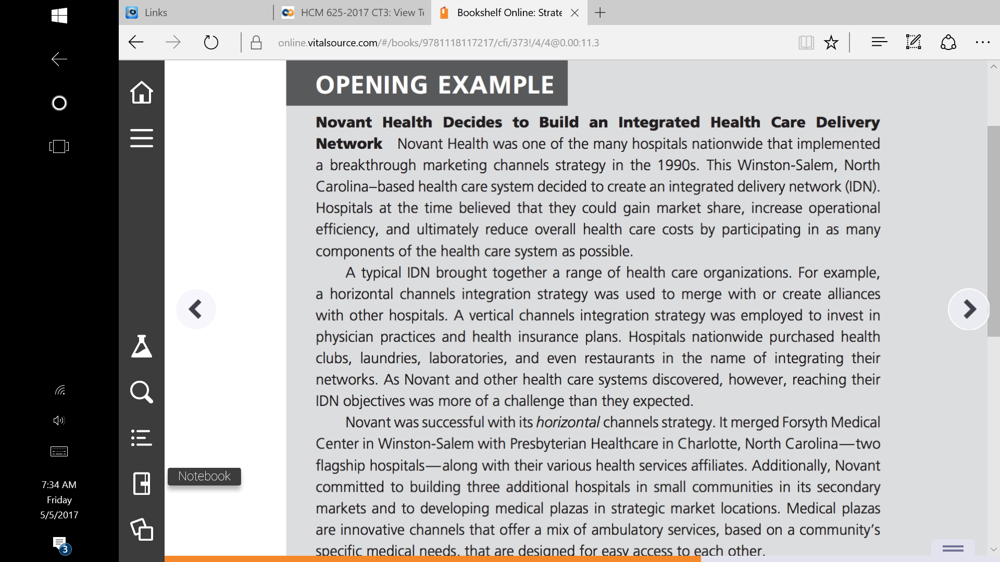 Links
HCM 625-2017 CT3: View Te
Bookshelf Online: Strate
online.vitalsource.com/#/books/9781118117217/cfi/373!/4/4@0.00:11.3
OPENING EXAMPLE
Novant Health Decides to Build an Integrated Health Care Delivery
Network Novant Health was one of the many hospitals nationwide that implemented
a breakthrough marketing channels strategy in the 1990s. This Winston-Salem, North
Carolina–based health care system decided to create an integrated delivery network (IDN).
Hospitals at the time believed that they could gain market share, increase operational
efficiency, and ultimately reduce overall health care costs by participating in as many
components of the health care system as possible.
A typical IDN brought together a range of health care organizations. For example,
a horizontal channels integration strategy was used to merge with or create alliances
with other hospitals. A vertical channels integration strategy was employed to invest in
physician practices and health insurance plans. Hospitals nationwide purchased health
clubs, laundries, laboratories, and even restaurants in the name of integrating their
networks. As Novant and other health care systems discovered, however, reaching their
IDN objectives was more of a challenge than they expected.
Novant was successful with its horizontal channels strategy. It merged Forsyth Medical
Center in Winston-Salem with Presbyterian Healthcare in Charlotte, North Carolina—two
flagship hospitals—along with their various health services affiliates. Additionally, Novant
committed to building three additional hospitals in small communities in its secondary
markets and to developing medical plazas in strategic market locations. Medical plazas
are innovative channels that offer a mix of ambulatory services, based on a community's
specific medical needs, that are designed for easy access to each other.
Notebook
7:34 AM
Friday
5/5/2017
3